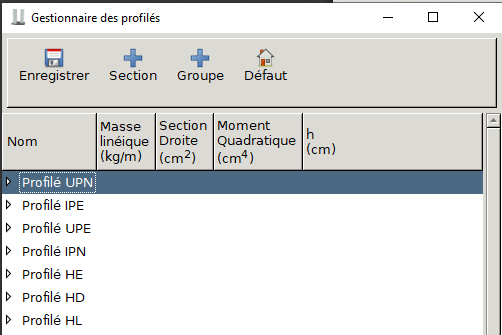 Gestionnaire des profilés
Enregistrer Section Groupe Défaut
Nom
Masse
linéique
(kg/m)
Section
Droite
(cm²)
Moment
Quadratique
(cm⁴)
h
(cm)
Profilé UPN
Profilé IPE
Profilé UPE
Profilé IPN
Profilé HE
Profilé HD
Profilé HL